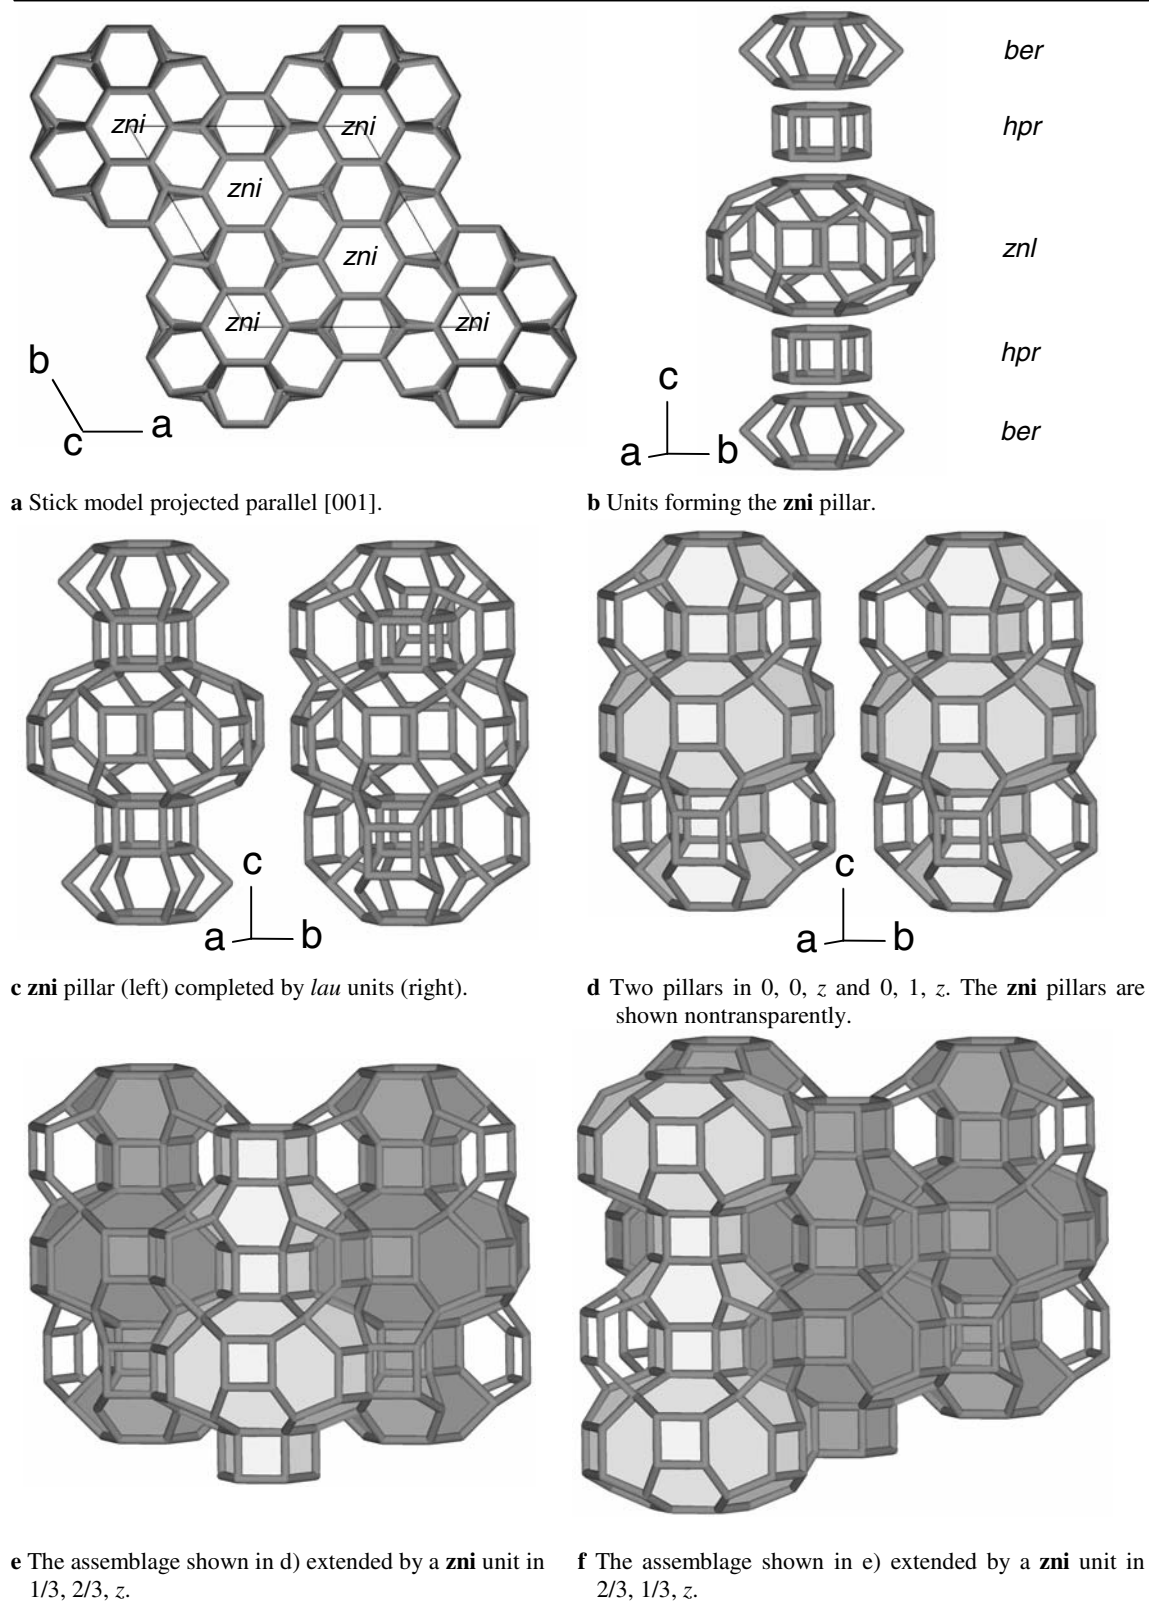 zni
zni
zni
zni
zni
zni
b
c
a
a Stick model projected parallel [001].
ber
hpr
znl
hpr
ber
c
a
b
b Units forming the zni pillar.
c
a
b
c zni pillar (left) completed by lau units (right).
c
a
b
d Two pillars in 0, 0, z and 0, 1, z. The zni pillars are
shown nontransparently.
e The assemblage shown in d) extended by a zni unit in
1/3, 2/3, z.
f The assemblage shown in e) extended by a zni unit in
2/3, 1/3, z.